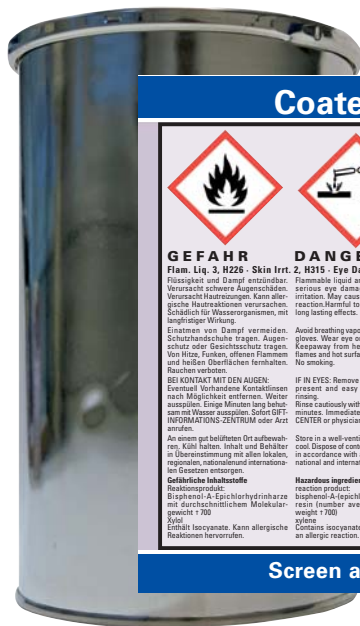 Coate
GEFAHR
DANGE
Flam. Liq. 3, H226 · Skin Irrt. 2, H315 · Eye Da
Flüssigkeit und Dampf entzündbar.
Verursacht schwere Augenschäden.
Verursacht Hautreizungen. Kann aller-
gische Hautreaktionen verursachen.
Schädlich für Wasserorganismen, mit
langfristiger Wirkung.
Einatmen von Dampf vermeiden.
Schutzhandschuhe tragen. Augen-
schutz oder Gesichtsschutz tragen.
Von Hitze, Funken, offenen Flammen
und heißen Oberflächen fernhalten.
Rauchen verboten.
BEI KONTAKT MIT DEN AUGEN:
Eventuell Vorhandene Kontaktlinsen
nach Möglichkeit entfernen. Weiter
ausspülen. Einige Minuten lang behut-
sam mit Wasser ausspülen. Sofort GIFT-
INFORMATIONS-ZENTRUM oder Arzt
anrufen.
An einem gut belüfteten Ort aufbewah-
ren. Kühl halten. Inhalt und Behälter
in Übereinstimmung mit allen lokalen,
regionalen, nationalenund internationa-
len Gesetzen entsorgen.
Gefährliche Inhaltsstoffe
Reaktionsprodukt:
Bisphenol-A-Epichlorhydrinharze
mit durchschnittlichem Molekular-
gewicht ↑700
Xylol
Enthält Isocyanate. Kann allergische
Reaktionen hervorrufen.
Flammable liquid an
serious eye dama
irritation. May caus
reaction.Harmful to
long lasting effects.
Avoid breathing vapo
gloves. Wear eye or
Keepaway from he
flames and hot surfac
No smoking.
IF IN EYES: Remove
present and easy
rinsing.
Rinse cautiously with
minutes. Immediate
CENTER or physician
Store in a well-venti
cool. Dispose of cont
in accordance with
national and internat
Hazardous ingredien
reaction product:
bisphenol-A-(epichl
resin (number ave
weight ↑700)
xylene
Contains isocyanate
an allergic reaction.
Screen a